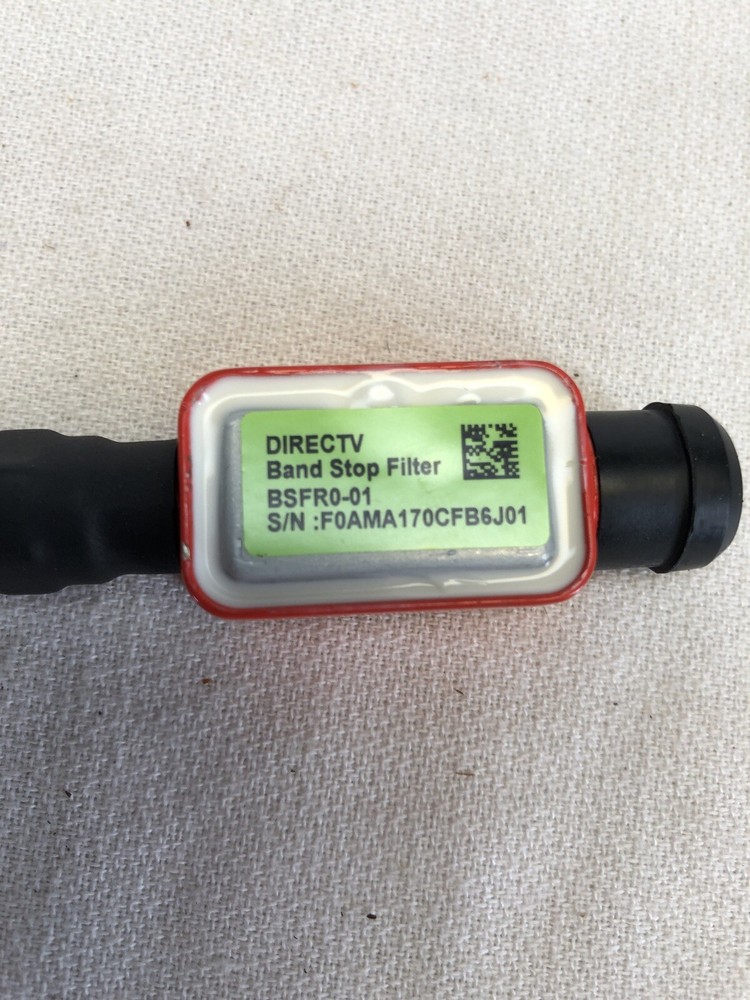 DIRECTV
Band Stop Filter
BSFR0-01
S/N :F0AMA170CFB6J01